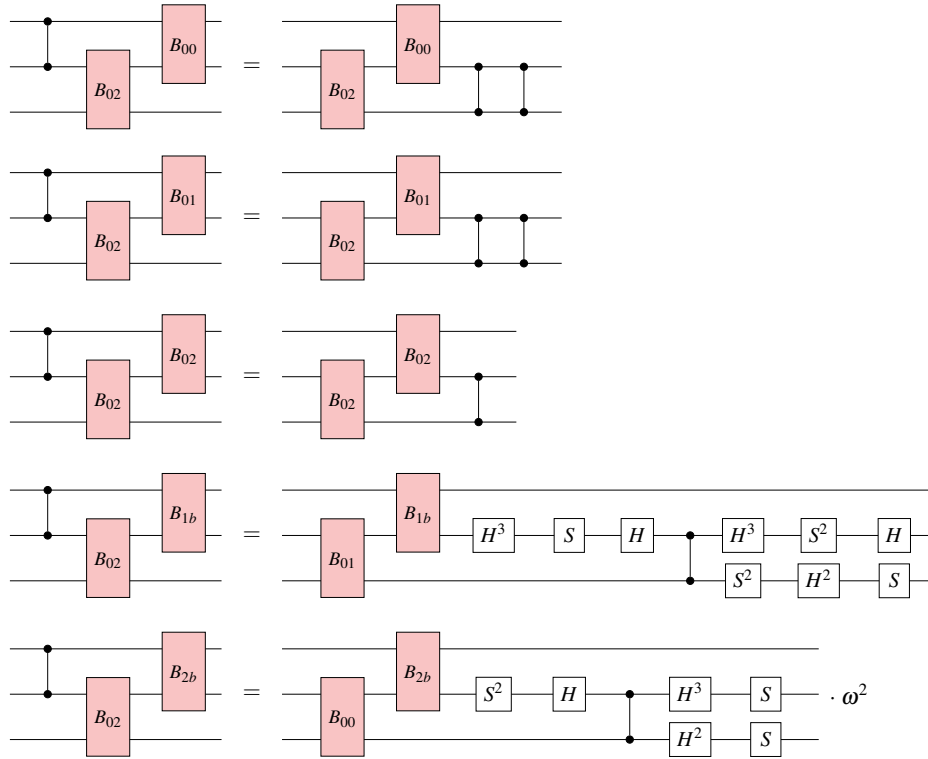 B₀₂ B₀₀ = B₀₂ B₀₀
B₀₂ B₀₁ = B₀₂ B₀₁
B₀₂ B₀₂ = B₀₂ B₀₂
B₀₂ B₁b = B₀₁ B₁b H³ S H H³ S² H
S² H² S
B₀₂ B₂b = B₀₀ B₂b S² H H³ S · ω²
H² S